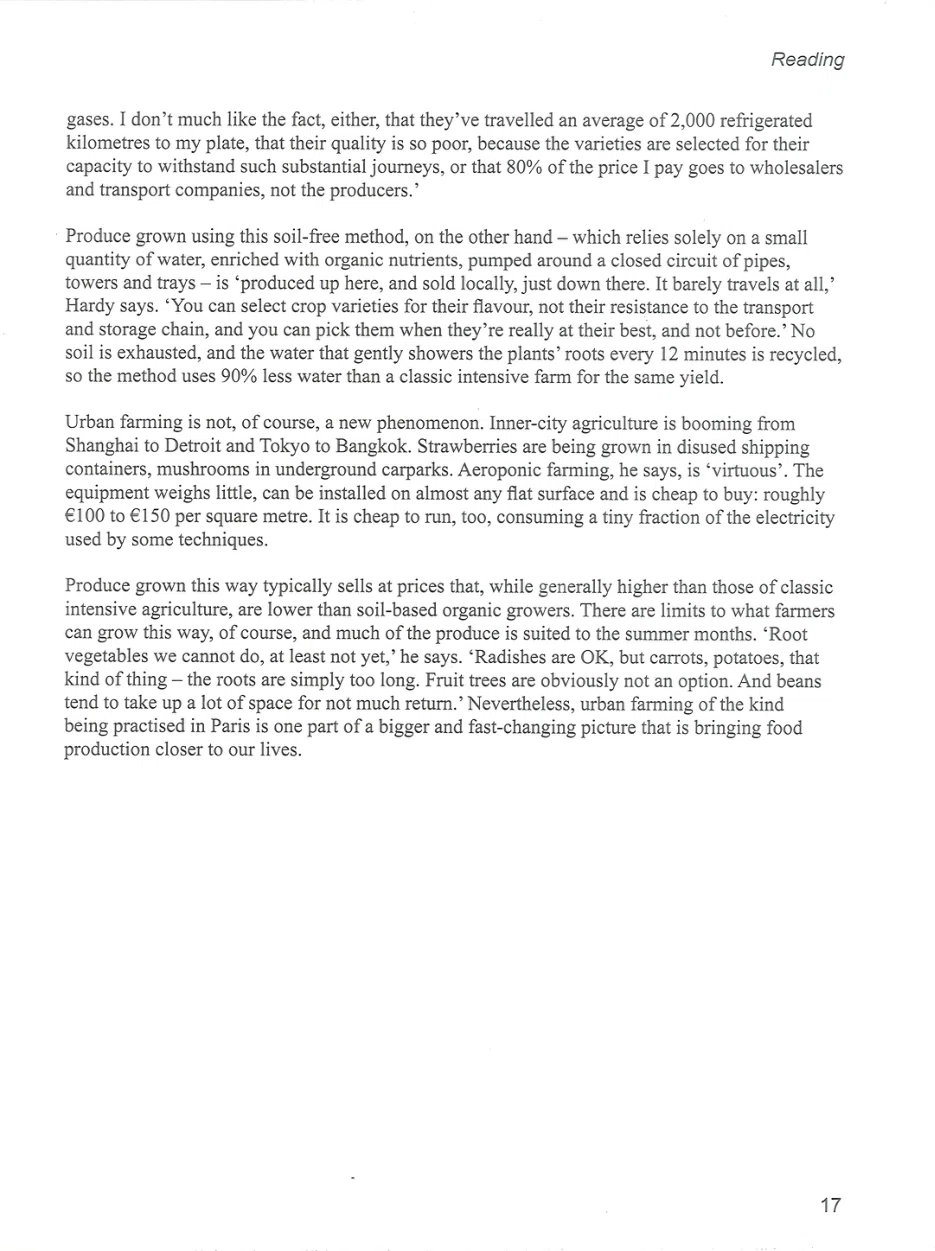 Reading
gases. I don't much like the fact, either, that they've travelled an average of 2,000 refrigerated
kilometres to my plate, that their quality is so poor, because the varieties are selected for their
capacity to withstand such substantial journeys, or that 80% of the price I pay goes to wholesalers
and transport companies, not the producers.'
Produce grown using this soil-free method, on the other hand – which relies solely on a small
quantity of water, enriched with organic nutrients, pumped around a closed circuit of pipes,
towers and trays – is 'produced up here, and sold locally, just down there. It barely travels at all,'
Hardy says. 'You can select crop varieties for their flavour, not their resistance to the transport
and storage chain, and you can pick them when they're really at their best, and not before.' No
soil is exhausted, and the water that gently showers the plants' roots every 12 minutes is recycled,
so the method uses 90% less water than a classic intensive farm for the same yield.
Urban farming is not, of course, a new phenomenon. Inner-city agriculture is booming from
Shanghai to Detroit and Tokyo to Bangkok. Strawberries are being grown in disused shipping
containers, mushrooms in underground carparks. Aeroponic farming, he says, is 'virtuous'. The
equipment weighs little, can be installed on almost any flat surface and is cheap to buy: roughly
€100 to €150 per square metre. It is cheap to run, too, consuming a tiny fraction of the electricity
used by some techniques.
Produce grown this way typically sells at prices that, while generally higher than those of classic
intensive agriculture, are lower than soil-based organic growers. There are limits to what farmers
can grow this way, of course, and much of the produce is suited to the summer months. 'Root
vegetables we cannot do, at least not yet,' he says. 'Radishes are OK, but carrots, potatoes, that
kind of thing – the roots are simply too long. Fruit trees are obviously not an option. And beans
tend to take up a lot of space for not much return.' Nevertheless, urban farming of the kind
being practised in Paris is one part of a bigger and fast-changing picture that is bringing food
production closer to our lives.
17